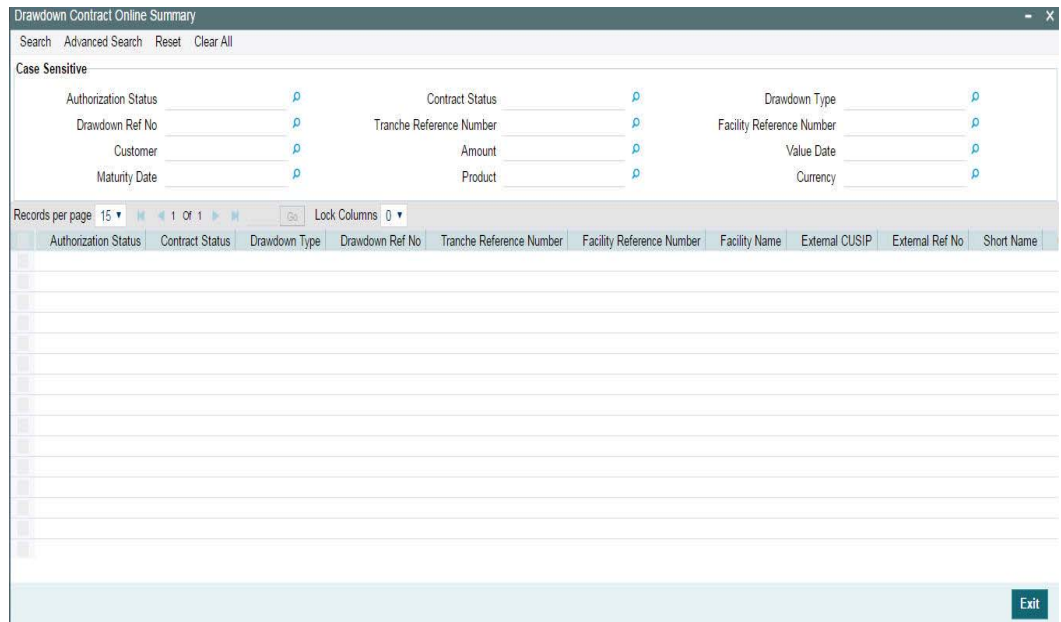 Drawdown Contract Online Summary - X
Search Advanced Search Reset Clear All
Case Sensitive
Authorization Status Contract Status Drawdown Type
Drawdown Ref No Tranche Reference Number Facility Reference Number
Customer Amount Value Date
Maturity Date Product Currency
Records per page 15 1 Of 1 Go Lock Columns 0
Authorization Status Contract Status Drawdown Type Drawdown Ref No Tranche Reference Number Facility Reference Number Facility Name External CUSIP External Ref No Short Name
Exit